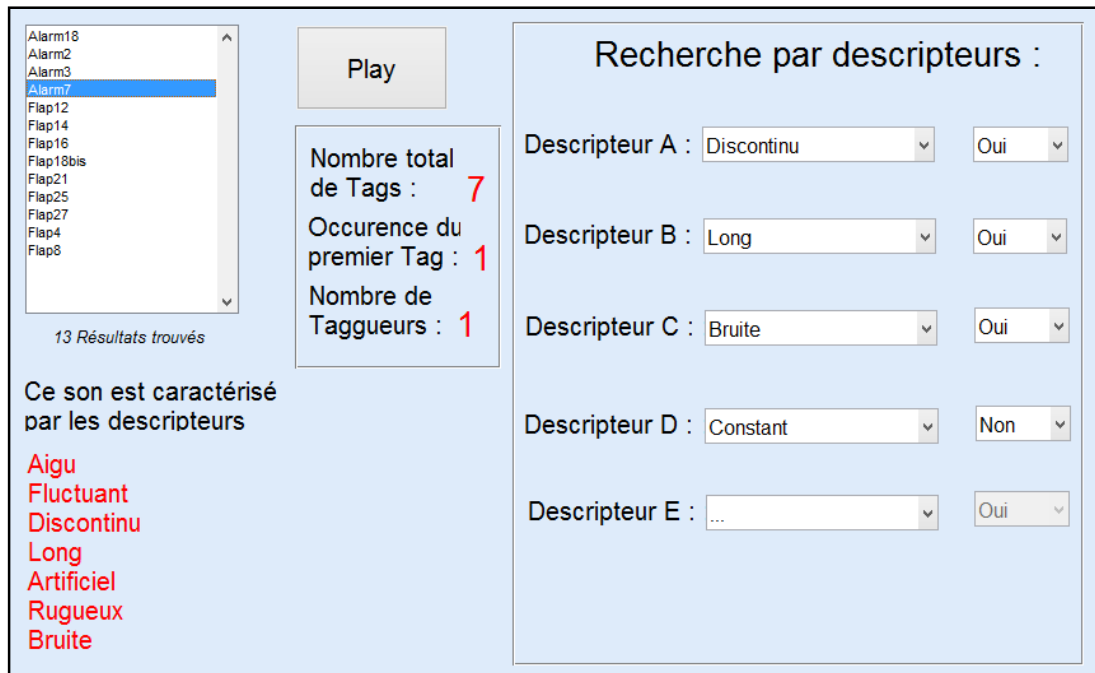 Alarm18
Alarm2
Alarm3
Alarm7
Flap12
Flap14
Flap16
Flap18bis
Flap21
Flap25
Flap27
Flap4
Flap8
13 Résultats trouvés
Play
Nombre total
de Tags : 7
Occurence du
premier Tag : 1
Nombre de
Taggueurs : 1
Ce son est caractérisé
par les descripteurs
Aigu
Fluctuant
Discontinu
Long
Artificiel
Rugueux
Bruite
Recherche par descripteurs :
Descripteur A : Discontinu Oui
Descripteur B : Long Oui
Descripteur C : Bruite Oui
Descripteur D : Constant Non
Descripteur E : ... Oui